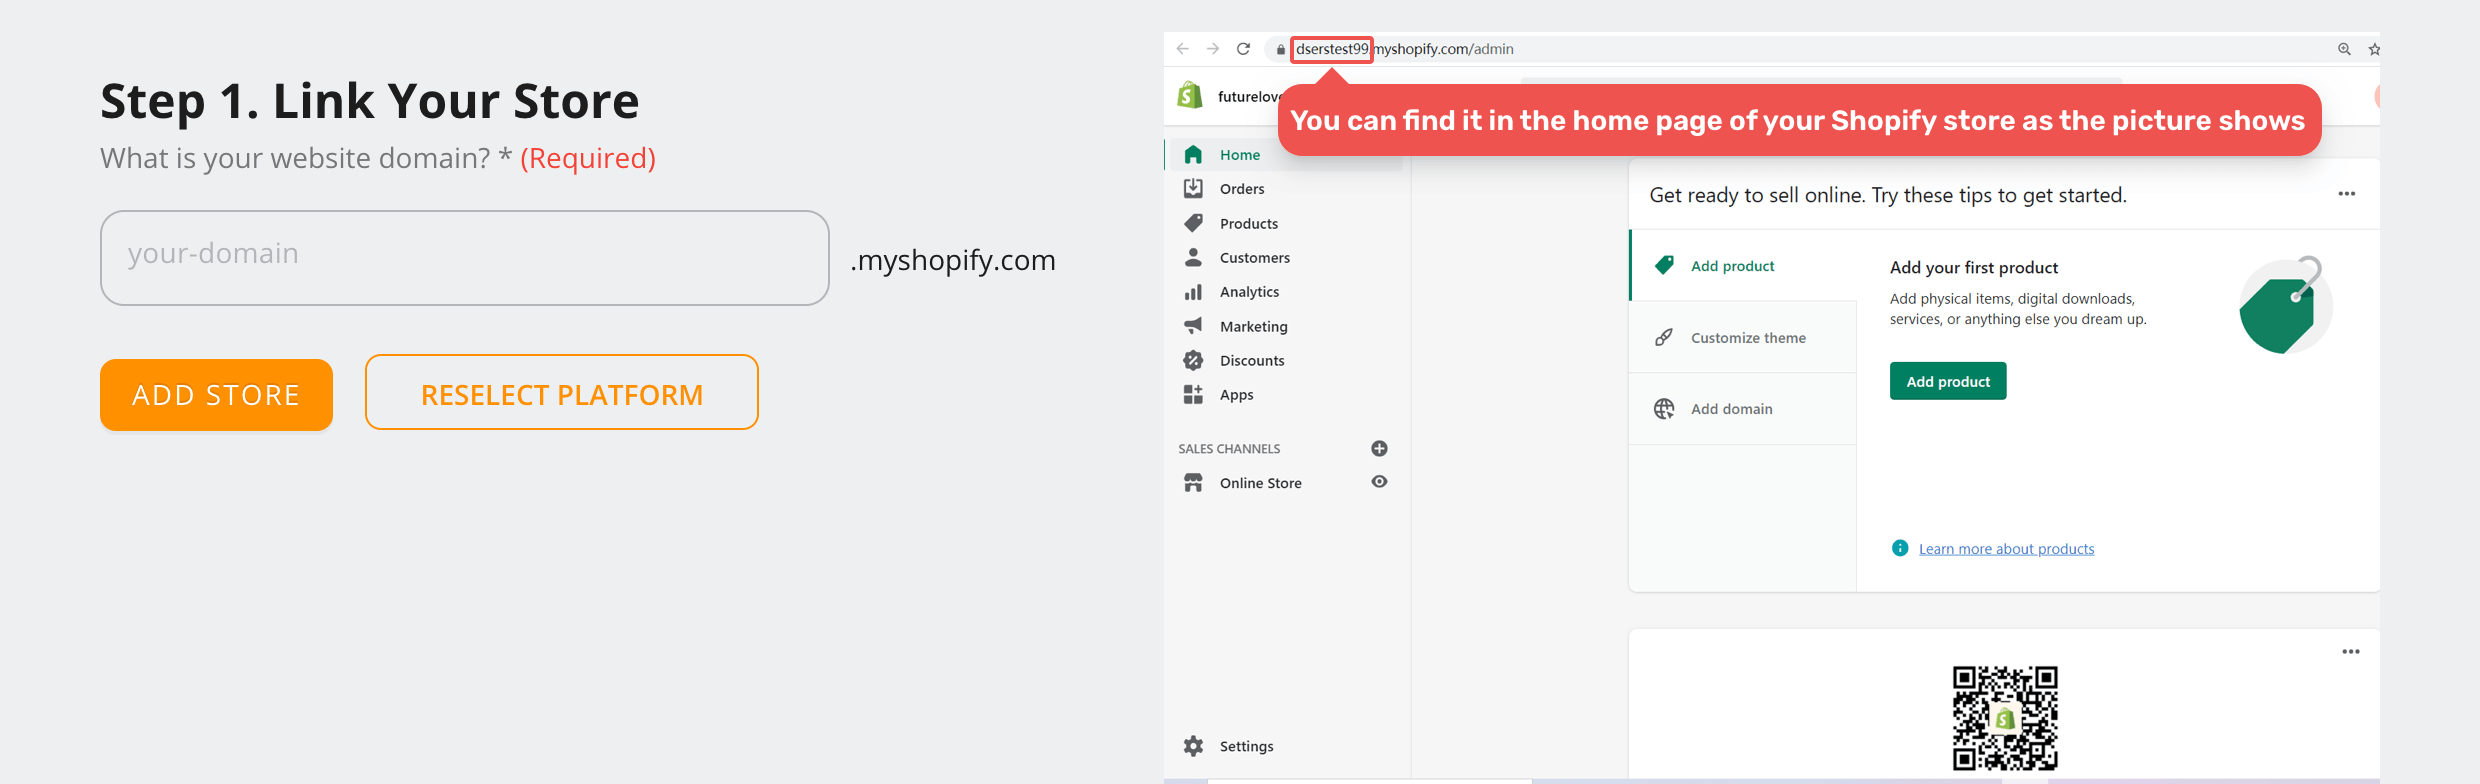 Step 1. Link Your Store
What is your website domain? * (Required)
your-domain
.myshopify.com
ADD STORE
RESELECT PLATFORM
dserstest99.myshopify.com/admin
You can find it in the home page of your Shopify store as the picture shows
Home
Orders
Products
Customers
Analytics
Marketing
Discounts
Apps
SALES CHANNELS
Online Store
Settings
Get ready to sell online. Try these tips to get started.
Add product
Customize theme
Add domain
Add your first product
Add physical items, digital downloads,
services, or anything else you dream up.
Add product
Learn more about products